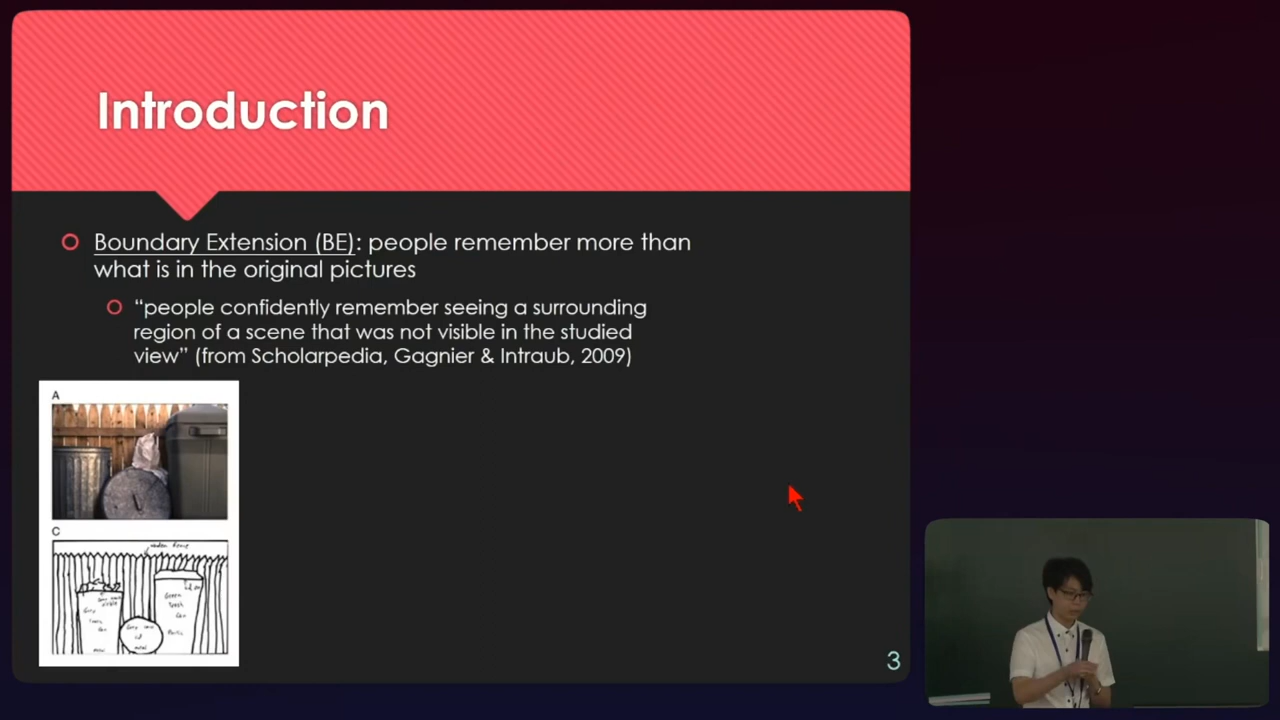 Introduction
Boundary Extension (BE): people remember more than
what is in the original pictures
“people confidently remember seeing a surrounding
region of a scene that was not visible in the studied
view” (from Scholarpedia, Gagnier & Intraub, 2009)
A
C
3